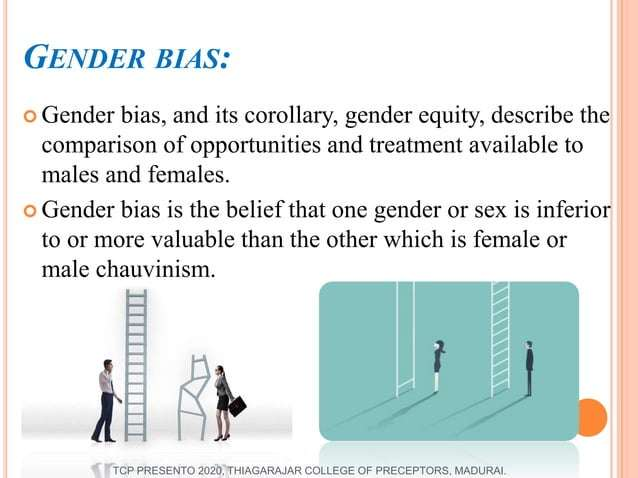 GENDER BIAS:
Gender bias, and its corollary, gender equity, describe the
comparison of opportunities and treatment available to
males and females.
Gender bias is the belief that one gender or sex is inferior
to or more valuable than the other which is female or
male chauvinism.
TCP PRESENTO 2020, THIAGARAJAR COLLEGE OF PRECEPTORS, MADURAI.